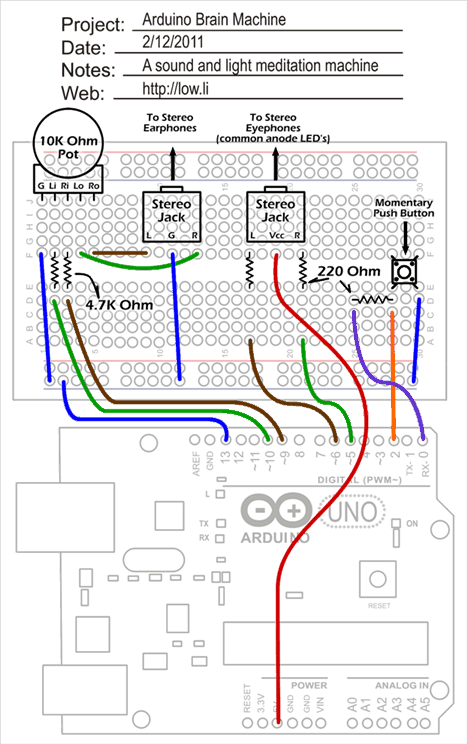 Project: Arduino Brain Machine
Date: 2/12/2011
Notes: A sound and light meditation machine
Web: http://low.li
10K Ohm
Pot
G Li Ri Lo Ro
To Stereo
Earphones
To Stereo
Eyephones
(common anode LED's)
Stereo
Jack
L G R
Stereo
Jack
L Vcc R
Momentary
Push Button
220 Ohm
4.7K Ohm
AREF
GND
13
12
~11
~10
~9
8
7
~6
~5
4
~3
2
TX- 1
RX- 0
DIGITAL (PWM~)
L
TX
RX
ARDUINO
UNO
ON
RESET
POWER
ANALOG IN
RESET
3.3V
GND
GND
VIN
A0
A1
A2
A3
A4
A5